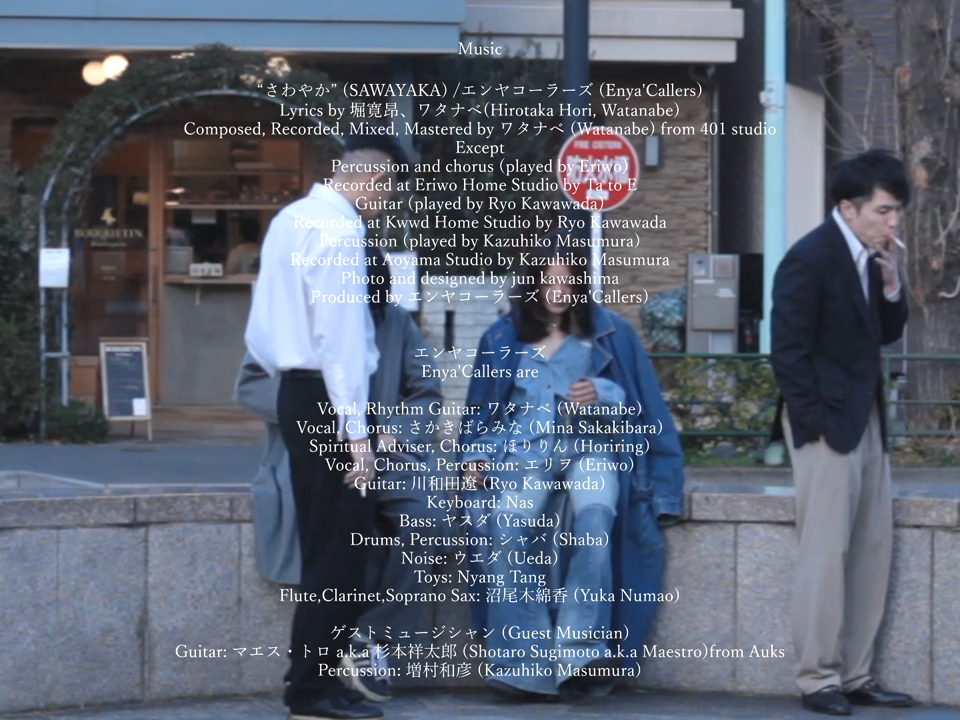 Music
“さわやか” (SAWAYAKA) /エンヤコーラーズ (Enya'Callers)
Lyrics by 堀寛昂、ワタナベ(Hirotaka Hori, Watanabe)
Composed, Recorded, Mixed, Mastered by ワタナベ (Watanabe) from 401 studio
Except
Percussion and chorus (played by Eriwo)
Recorded at Eriwo Home Studio by Ta to E
Guitar (played by Ryo Kawawada)
Recorded at Kwwd Home Studio by Ryo Kawawada
Percussion (played by Kazuhiko Masumura)
Recorded at Aoyama Studio by Kazuhiko Masumura
Photo and designed by jun kawashima
Produced by エンヤコーラーズ (Enya'Callers)
エンヤコーラーズ
Enya'Callers are
Vocal, Rhythm Guitar: ワタナベ (Watanabe)
Vocal, Chorus: さかきばらみな (Mina Sakakibara)
Spiritual Adviser, Chorus: ほりりん (Horiring)
Vocal, Chorus, Percussion: エリヲ (Eriwo)
Guitar: 川和田遼 (Ryo Kawawada)
Keyboard: Nas
Bass: ヤスダ (Yasuda)
Drums, Percussion: シャバ (Shaba)
Noise: ウエダ (Ueda)
Toys: Nyang Tang
Flute,Clarinet,Soprano Sax: 沼尾木綿香 (Yuka Numao)
ゲストミュージシャン (Guest Musician)
Guitar: マエス・トロ a.k.a 杉本祥太郎 (Shotaro Sugimoto a.k.a Maestro)from Auks
Percussion: 増村和彦 (Kazuhiko Masumura)
FIRE CISTERN
BOUQUETIN